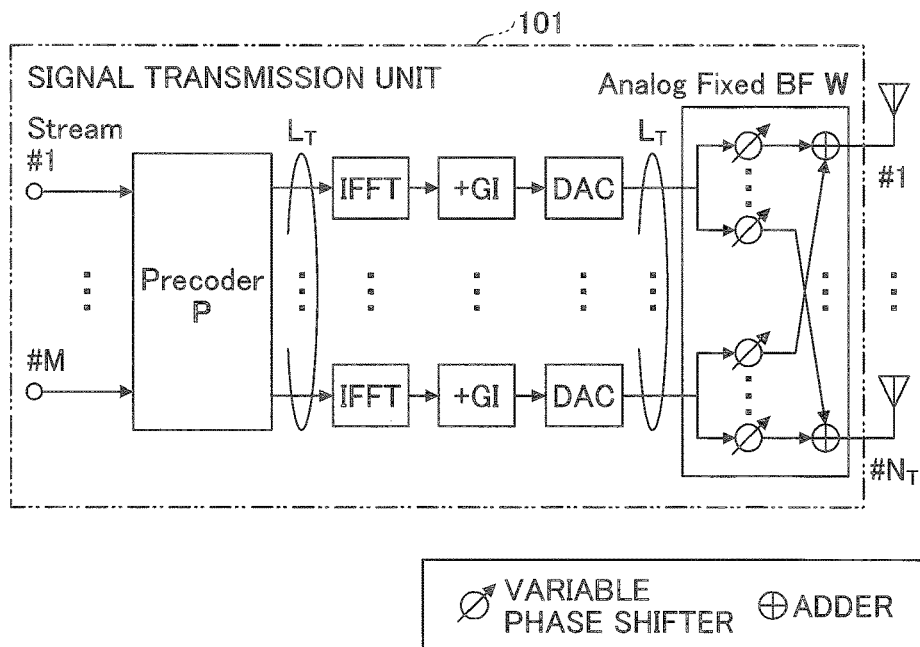 101
SIGNAL TRANSMISSION UNIT
Analog Fixed BF W
Stream
#1
L_T
L_T
IFFT
+GI
DAC
#1
Precoder
P
#M
IFFT
+GI
DAC
#N_T
VARIABLE
PHASE SHIFTER
ADDER